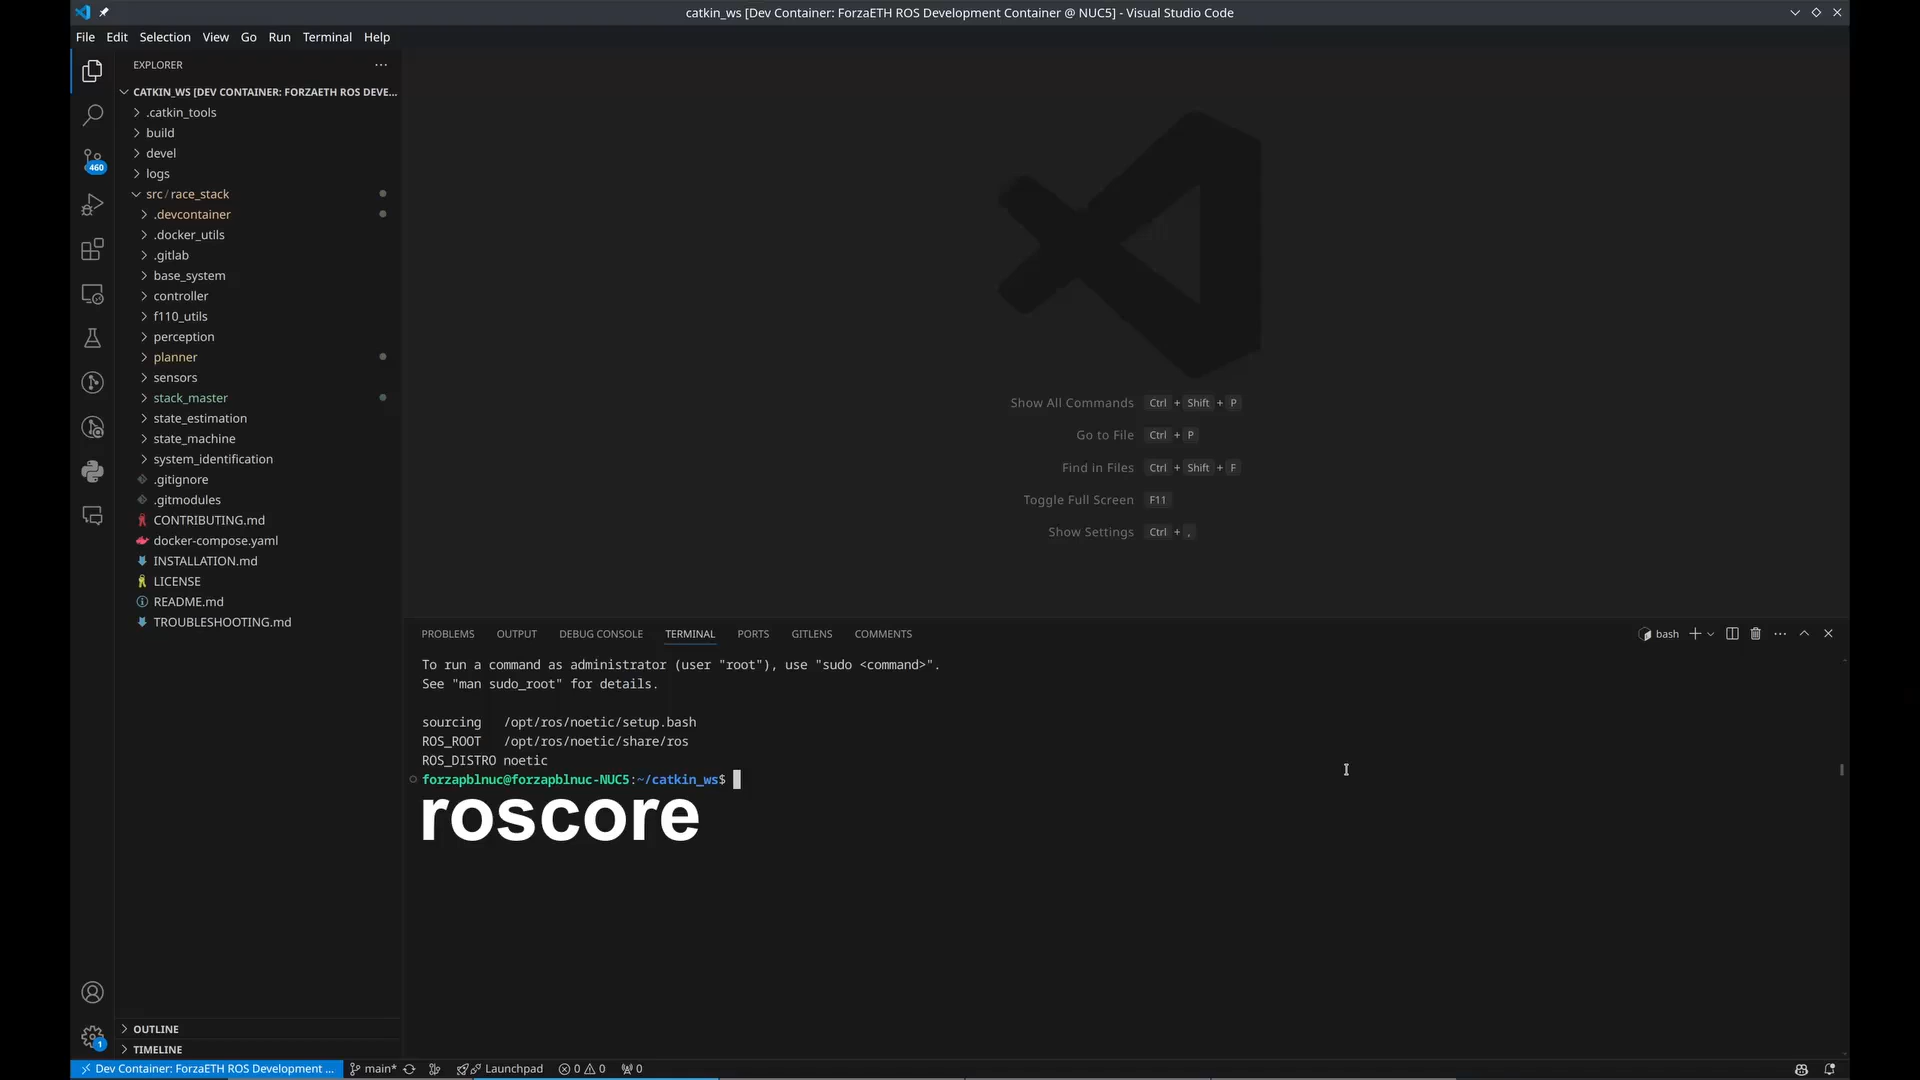 catkin_ws [Dev Container: ForzaETH ROS Development Container @ NUC5] - Visual Studio Code
File Edit Selection View Go Run Terminal Help
EXPLORER
CATKIN_WS [DEV CONTAINER: FORZAETH ROS DEVE...
.catkin_tools
build
devel
logs
src / race_stack
.devcontainer
.docker_utils
.gitlab
base_system
controller
f110_utils
perception
planner
sensors
stack_master
state_estimation
state_machine
system_identification
.gitignore
.gitmodules
CONTRIBUTING.md
docker-compose.yaml
INSTALLATION.md
LICENSE
README.md
TROUBLESHOOTING.md
OUTLINE
TIMELINE
460
1
Show All Commands Ctrl + Shift + P
Go to File Ctrl + P
Find in Files Ctrl + Shift + F
Toggle Full Screen F11
Show Settings Ctrl + ,
PROBLEMS OUTPUT DEBUG CONSOLE TERMINAL PORTS GITLENS COMMENTS
bash
To run a command as administrator (user "root"), use "sudo <command>".
See "man sudo_root" for details.
sourcing /opt/ros/noetic/setup.bash
ROS_ROOT /opt/ros/noetic/share/ros
ROS_DISTRO noetic
forzapblnuc@forzapblnuc-NUC5:~/catkin_ws$
roscore
Dev Container: ForzaETH ROS Development ... main* Launchpad 0 0 0